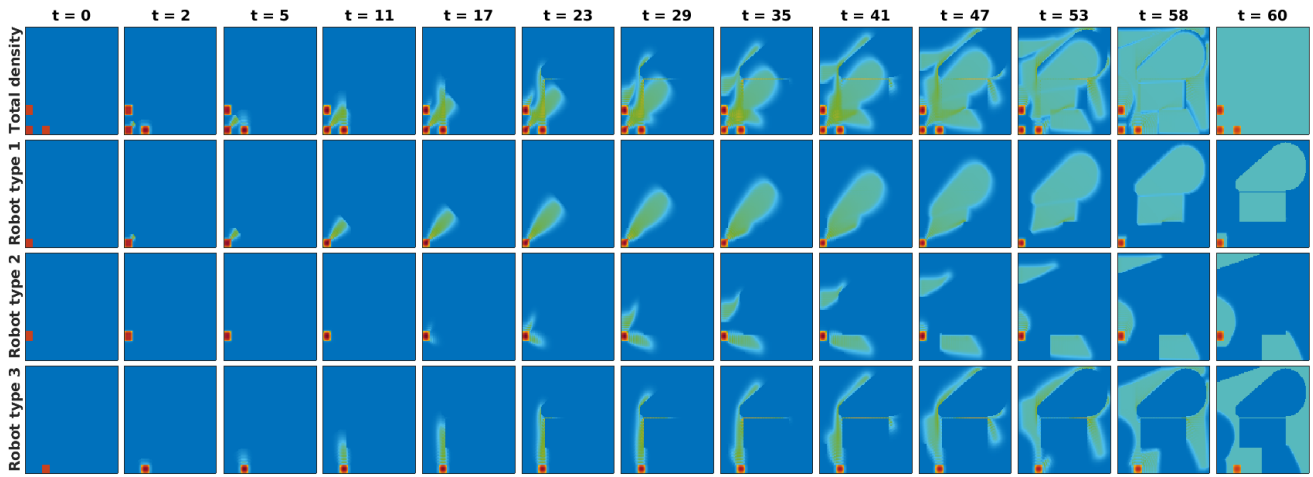 t = 0 t = 2 t = 5 t = 11 t = 17 t = 23 t = 29 t = 35 t = 41 t = 47 t = 53 t = 58 t = 60
Total density
Robot type 1
Robot type 2
Robot type 3